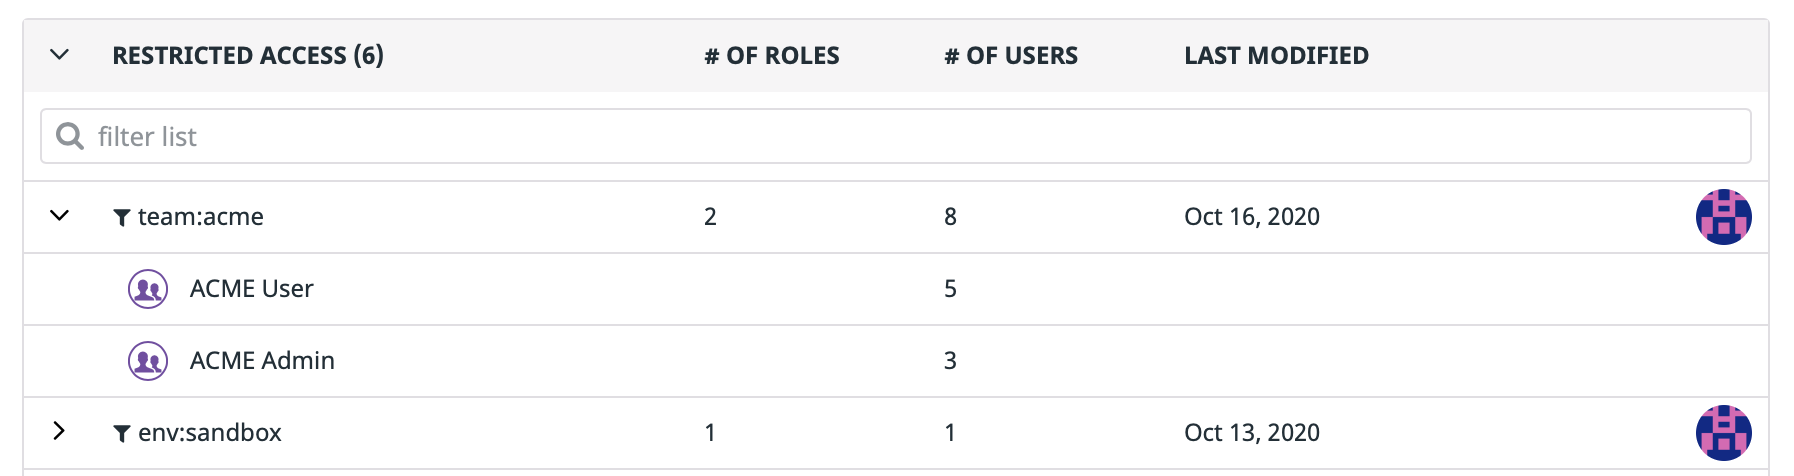 RESTRICTED ACCESS (6) # OF ROLES # OF USERS LAST MODIFIED
filter list
team:acme 2 8 Oct 16, 2020
ACME User 5
ACME Admin 3
env:sandbox 1 1 Oct 13, 2020